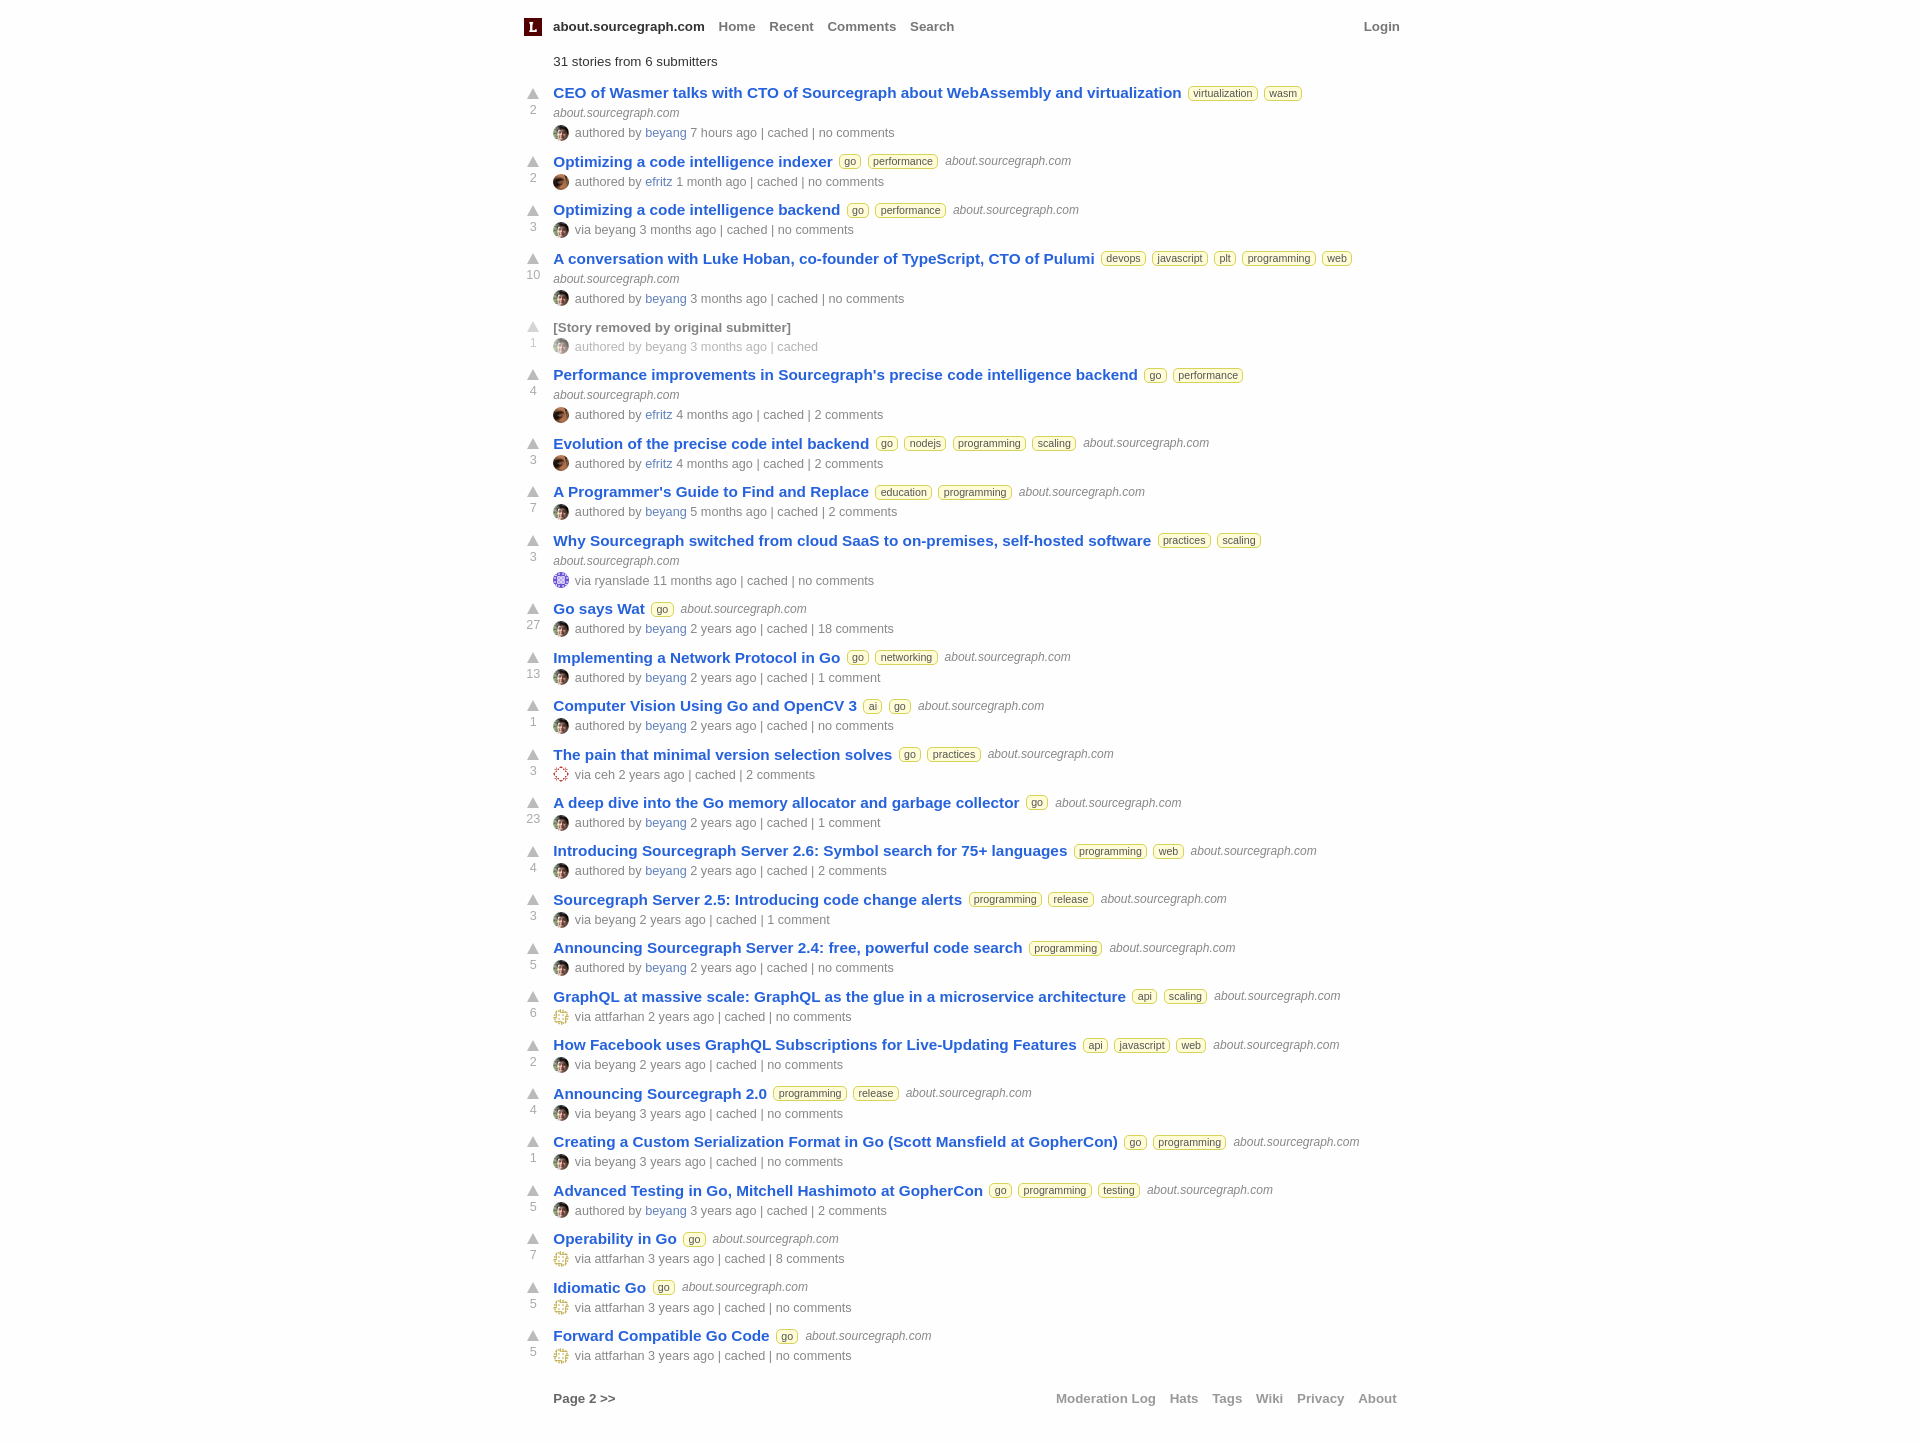 L about.sourcegraph.com Home Recent Comments Search Login
31 stories from 6 submitters
CEO of Wasmer talks with CTO of Sourcegraph about WebAssembly and virtualization virtualization wasm
2 about.sourcegraph.com
authored by beyang 7 hours ago | cached | no comments
Optimizing a code intelligence indexer go performance about.sourcegraph.com
2 authored by efritz 1 month ago | cached | no comments
Optimizing a code intelligence backend go performance about.sourcegraph.com
3 via beyang 3 months ago | cached | no comments
A conversation with Luke Hoban, co-founder of TypeScript, CTO of Pulumi devops javascript plt programming web
10 about.sourcegraph.com
authored by beyang 3 months ago | cached | no comments
[Story removed by original submitter]
1 authored by beyang 3 months ago | cached
Performance improvements in Sourcegraph's precise code intelligence backend go performance
4 about.sourcegraph.com
authored by efritz 4 months ago | cached | 2 comments
Evolution of the precise code intel backend go nodejs programming scaling about.sourcegraph.com
3 authored by efritz 4 months ago | cached | 2 comments
A Programmer's Guide to Find and Replace education programming about.sourcegraph.com
7 authored by beyang 5 months ago | cached | 2 comments
Why Sourcegraph switched from cloud SaaS to on-premises, self-hosted software practices scaling
3 about.sourcegraph.com
via ryanslade 11 months ago | cached | no comments
Go says Wat go about.sourcegraph.com
27 authored by beyang 2 years ago | cached | 18 comments
Implementing a Network Protocol in Go go networking about.sourcegraph.com
13 authored by beyang 2 years ago | cached | 1 comment
Computer Vision Using Go and OpenCV 3 ai go about.sourcegraph.com
1 authored by beyang 2 years ago | cached | no comments
The pain that minimal version selection solves go practices about.sourcegraph.com
3 via ceh 2 years ago | cached | 2 comments
A deep dive into the Go memory allocator and garbage collector go about.sourcegraph.com
23 authored by beyang 2 years ago | cached | 1 comment
Introducing Sourcegraph Server 2.6: Symbol search for 75+ languages programming web about.sourcegraph.com
4 authored by beyang 2 years ago | cached | 2 comments
Sourcegraph Server 2.5: Introducing code change alerts programming release about.sourcegraph.com
3 via beyang 2 years ago | cached | 1 comment
Announcing Sourcegraph Server 2.4: free, powerful code search programming about.sourcegraph.com
5 authored by beyang 2 years ago | cached | no comments
GraphQL at massive scale: GraphQL as the glue in a microservice architecture api scaling about.sourcegraph.com
6 via attfarhan 2 years ago | cached | no comments
How Facebook uses GraphQL Subscriptions for Live-Updating Features api javascript web about.sourcegraph.com
2 via beyang 2 years ago | cached | no comments
Announcing Sourcegraph 2.0 programming release about.sourcegraph.com
4 via beyang 3 years ago | cached | no comments
Creating a Custom Serialization Format in Go (Scott Mansfield at GopherCon) go programming about.sourcegraph.com
1 via beyang 3 years ago | cached | no comments
Advanced Testing in Go, Mitchell Hashimoto at GopherCon go programming testing about.sourcegraph.com
5 authored by beyang 3 years ago | cached | 2 comments
Operability in Go go about.sourcegraph.com
7 via attfarhan 3 years ago | cached | 8 comments
Idiomatic Go go about.sourcegraph.com
5 via attfarhan 3 years ago | cached | no comments
Forward Compatible Go Code go about.sourcegraph.com
5 via attfarhan 3 years ago | cached | no comments
Page 2 >> Moderation Log Hats Tags Wiki Privacy About